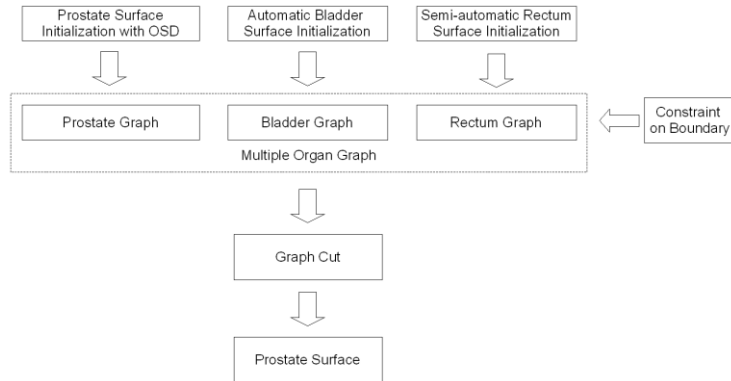 Prostate Surface
Initialization with OSD
Automatic Bladder
Surface Initialization
Semi-automatic Rectum
Surface Initialization
Prostate Graph
Bladder Graph
Rectum Graph
Constraint
on Boundary
Multiple Organ Graph
Graph Cut
Prostate Surface